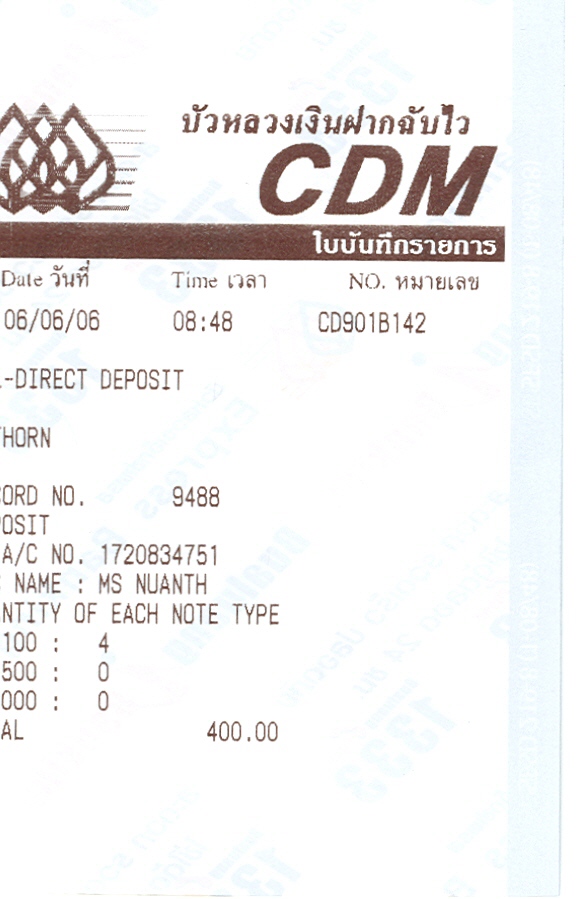 บัวหลวงเงินฝากฉับไว
CDM
ใบบันทึกรายการ
Date วันที่ Time เวลา NO. หมายเลข
06/06/06 08:48 CD901B142
-DIRECT DEPOSIT
THORN
CORD NO. 9488
POSIT
A/C NO. 1720834751
NAME : MS NUANTH
NTITY OF EACH NOTE TYPE
100 : 4
500 : 0
000 : 0
AL 400.00